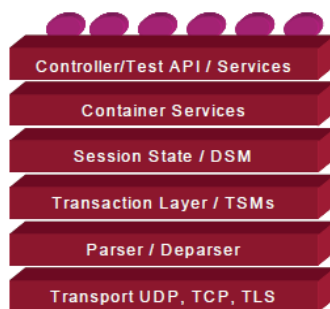 Controller/Test API / Services
Container Services
Session State / DSM
Transaction Layer / TSMs
Parser / Deparser
Transport UDP, TCP, TLS